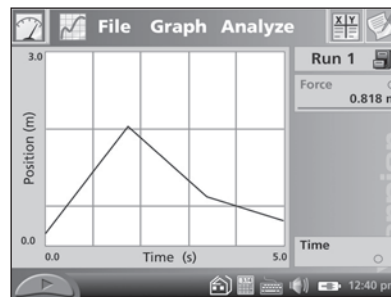 File Graph Analyze
X Y
Run 1
3.0
Force
0.818
Position (m)
0.0
0.0
Time (s)
5.0
Time
12:40 pm